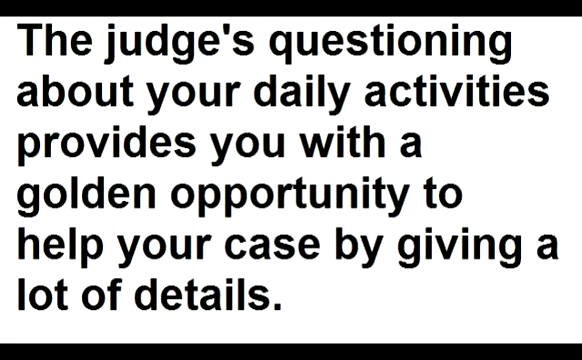 The judge's questioning
about your daily activities
provides you with a
golden opportunity to
help your case by giving a
lot of details.